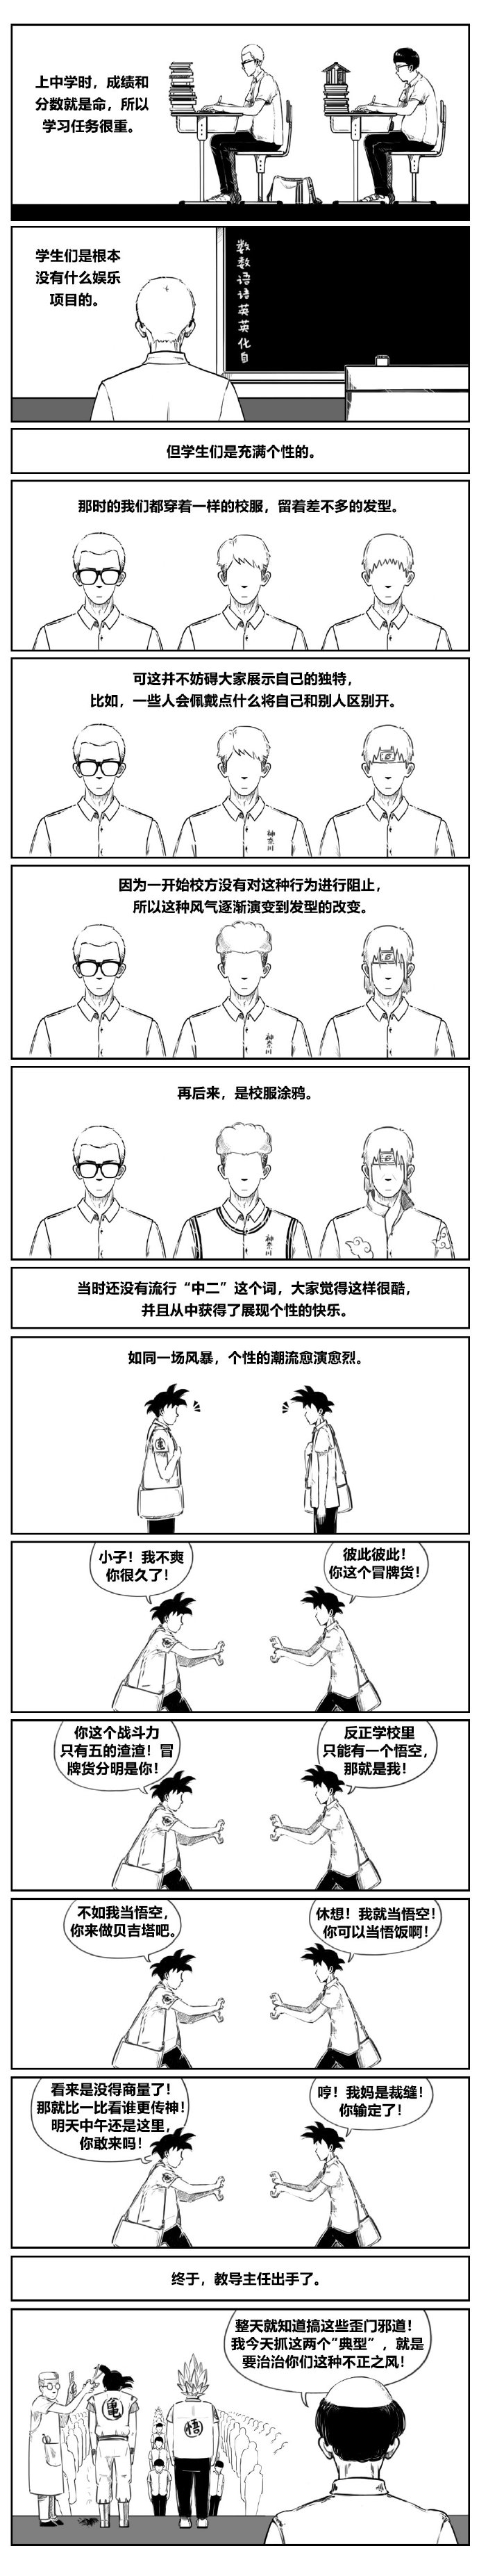 上中学时，成绩和
分数就是命，所以
学习任务很重。
学生们是根本
没有什么娱乐
项目的。
数
数
语
语
英
英
化
自
但学生们是充满个性的。
那时的我们都穿着一样的校服，留着差不多的发型。
可这并不妨碍大家展示自己的独特，
比如，一些人会佩戴点什么将自己和别人区别开。
神奈川
因为一开始校方没有对这种行为进行阻止，
所以这种风气逐渐演变到发型的改变。
神奈川
再后来，是校服涂鸦。
神奈川
当时还没有流行“中二”这个词，大家觉得这样很酷，
并且从中获得了展现个性的快乐。
如同一场风暴，个性的潮流愈演愈烈。
龟
小子！我不爽
你很久了！
彼此彼此！
你这个冒牌货！
你这个战斗力
只有五的渣渣！冒
牌货分明是你！
反正学校里
只能有一个悟空，
那就是我！
不如我当悟空，
你来做贝吉塔吧。
休想！我就当悟空！
你可以当悟饭啊！
看来是没得商量了！
那就比一比看谁更传神！
明天中午还是这里，
你敢来吗！
哼！我妈是裁缝！
你输定了！
终于，教导主任出手了。
整天就知道搞这些歪门邪道！
我今天抓这两个“典型”，就是
要治治你们这种不正之风！
龜
悟